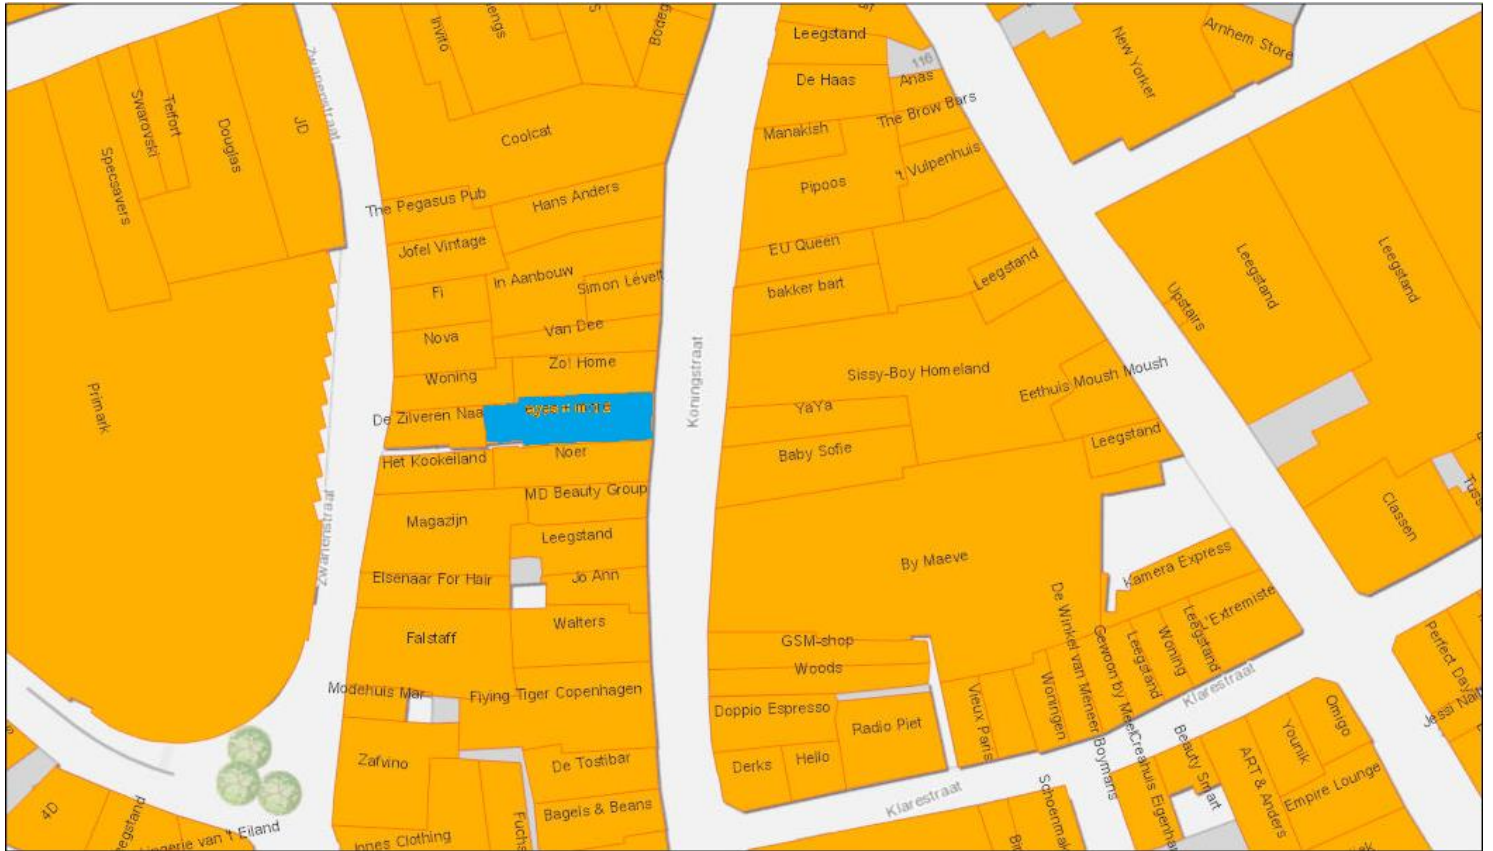 Invito
Leegstand
116
New Yorker
Arnhem Store
De Haas
Anas
Swarovski
Telfort
Douglas
JD
Zwanenstraat
Coolcat
Manakish
The Brow Bars
Specsavers
't Vulpenhuis
Pipoos
The Pegasus Pub
Hans Anders
Jofel Vintage
EU Queen
Leegstand
Leegstand
Leegstand
Fi
In Aanbouw
Simon Lévelt
bakker bart
Upstairs
Nova
Van Dee
Koningstraat
Woning
Zo! Home
Sissy-Boy Homeland
Eethuis Moush Moush
Primark
De Zilveren Naa
YaYa
Leegstand
Het Kookeiland
Noer
Baby Sofie
MD Beauty Group
Magazijn
Classen
Zwanenstraat
Leegstand
Elsenaar For Hair
Jo Ann
By Maeve
Kamera Express
Falstaff
Walters
GSM-shop
Woods
De Winkel van Meneer Boymans
Gewoon by Meel
Leegstand
Woning
Leegstand
L'Extremiste
Perfect Day
Modehuis Mar
Flying Tiger Copenhagen
Doppio Espresso
Radio Piet
Vieux Paris
Woningen
Klarestraat
Omigo
Younik
Zafvino
De Tostibar
Derks
Hello
Creahuis Eigenha
Beauty Smart
ART & Anders
Empire Lounge
4D
Bagels & Beans
Klarestraat
Jones Clothing
Fuchs